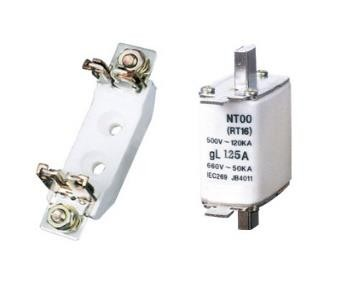 NT00
(RT16)
500V~120KA
gL 125A
660V~50KA
IEC269 JB4011